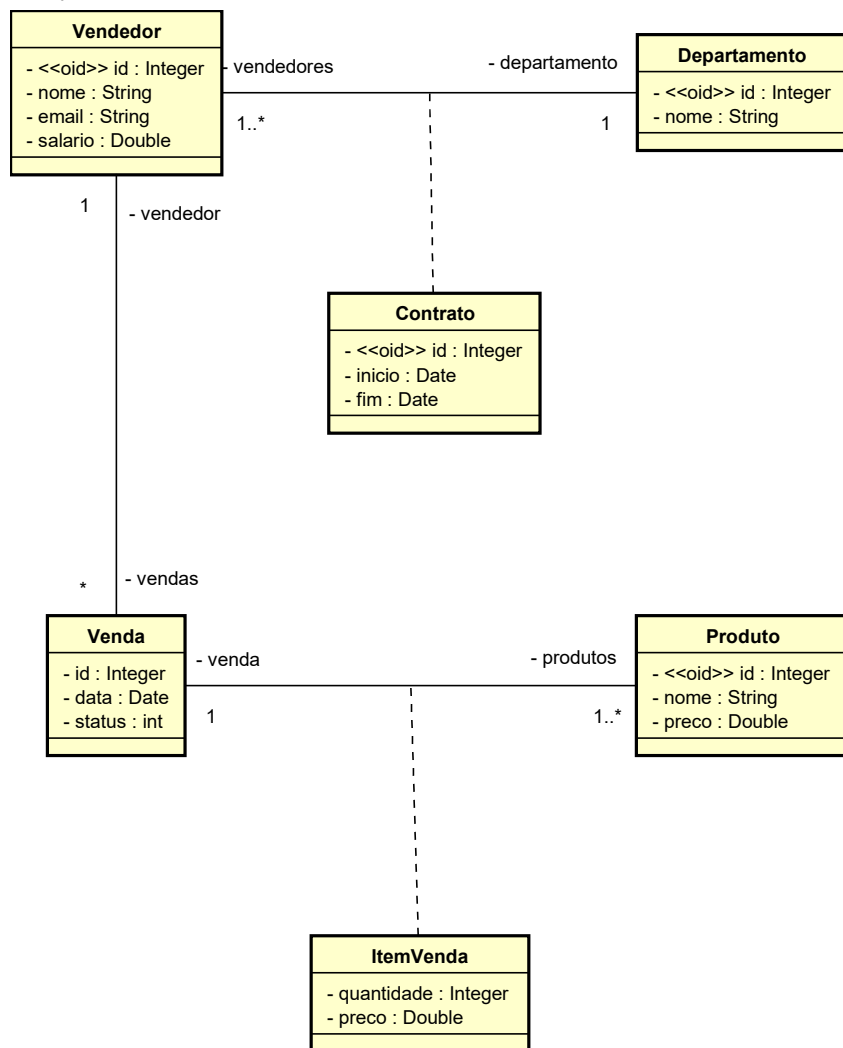 Vendedor
- <<oid>> id : Integer
- nome : String
- email : String
- salario : Double
- vendedores
1..*
- departamento
1
Departamento
- <<oid>> id : Integer
- nome : String
1
- vendedor
Contrato
- <<oid>> id : Integer
- inicio : Date
- fim : Date
*
- vendas
Venda
- id : Integer
- data : Date
- status : int
- venda
1
- produtos
1..*
Produto
- <<oid>> id : Integer
- nome : String
- preco : Double
ItemVenda
- quantidade : Integer
- preco : Double